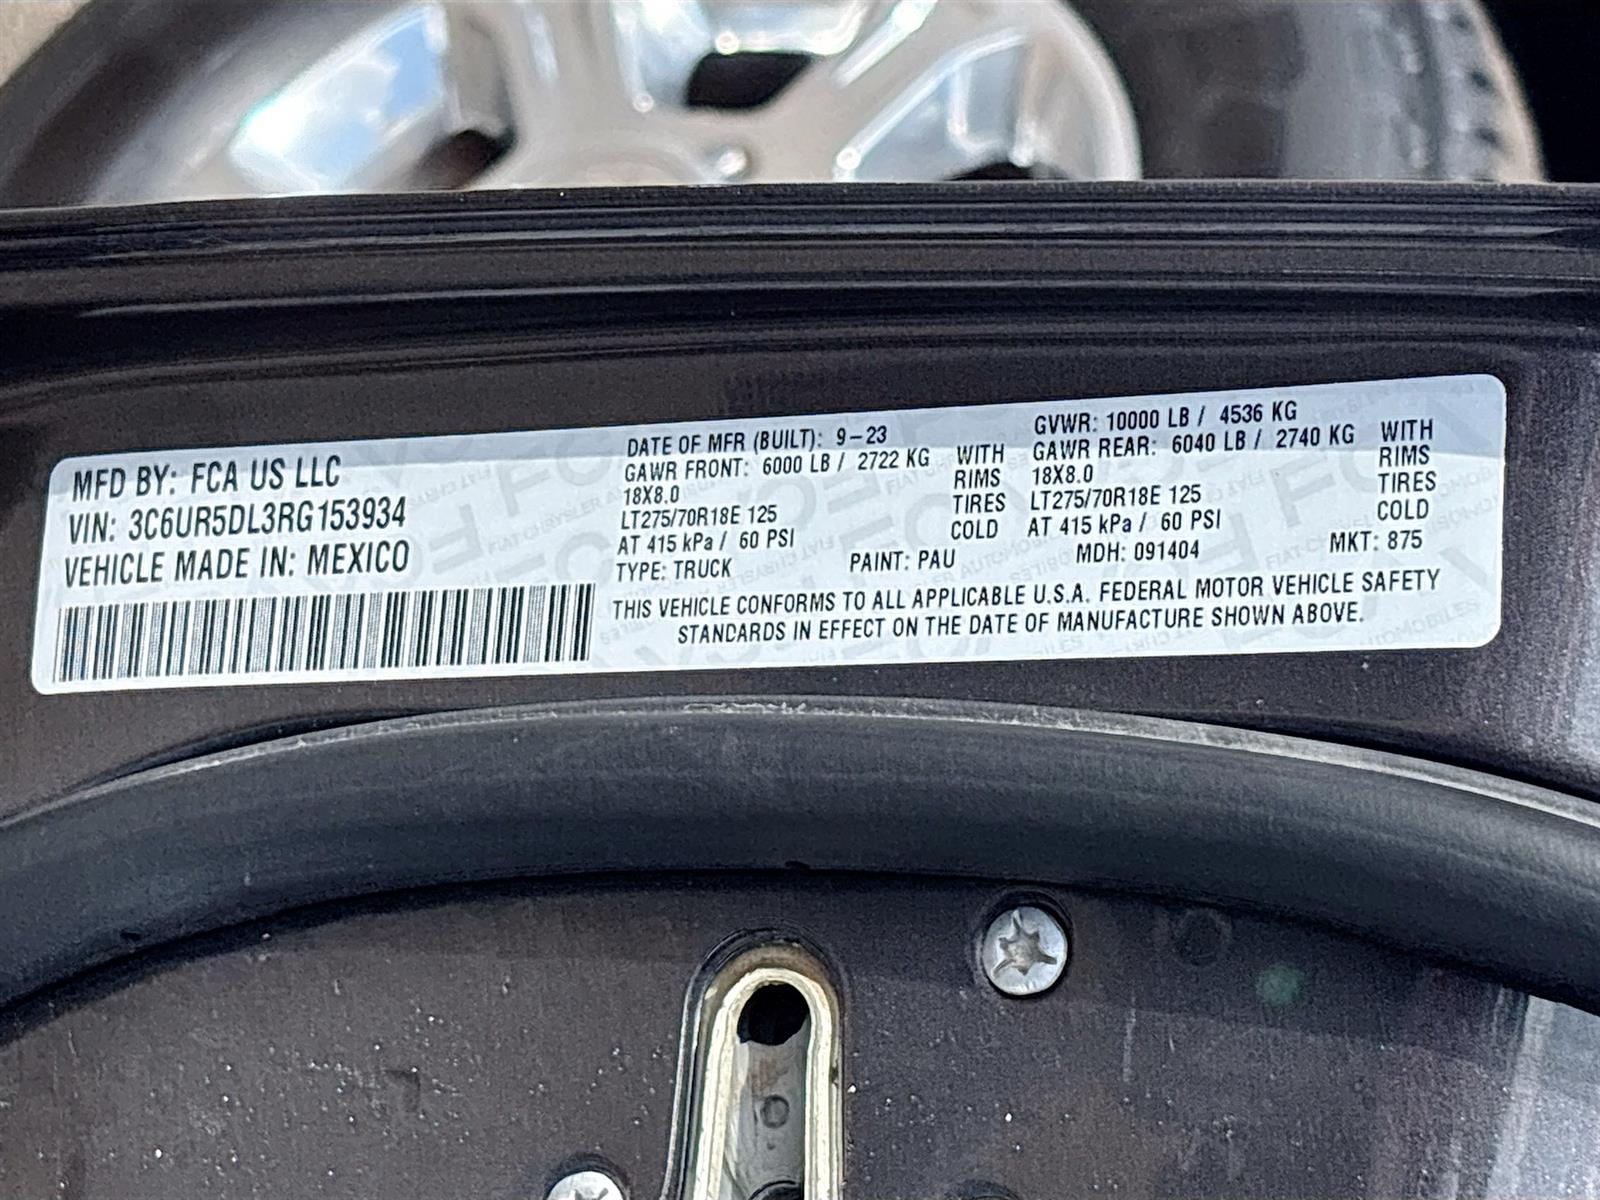 MFD BY: FCA US LLC
VIN: 3C6UR5DL3RG153934
VEHICLE MADE IN: MEXICO
DATE OF MFR (BUILT): 9-23
GAWR FRONT: 6000 LB / 2722 KG WITH
18X8.0 RIMS
LT275/70R18E 125 TIRES
AT 415 kPa / 60 PSI COLD
GVWR: 10000 LB / 4536 KG
GAWR REAR: 6040 LB / 2740 KG WITH
18X8.0 RIMS
LT275/70R18E 125 TIRES
AT 415 kPa / 60 PSI COLD
TYPE: TRUCK PAINT: PAU MDH: 091404 MKT: 875
THIS VEHICLE CONFORMS TO ALL APPLICABLE U.S.A. FEDERAL MOTOR VEHICLE SAFETY
STANDARDS IN EFFECT ON THE DATE OF MANUFACTURE SHOWN ABOVE.